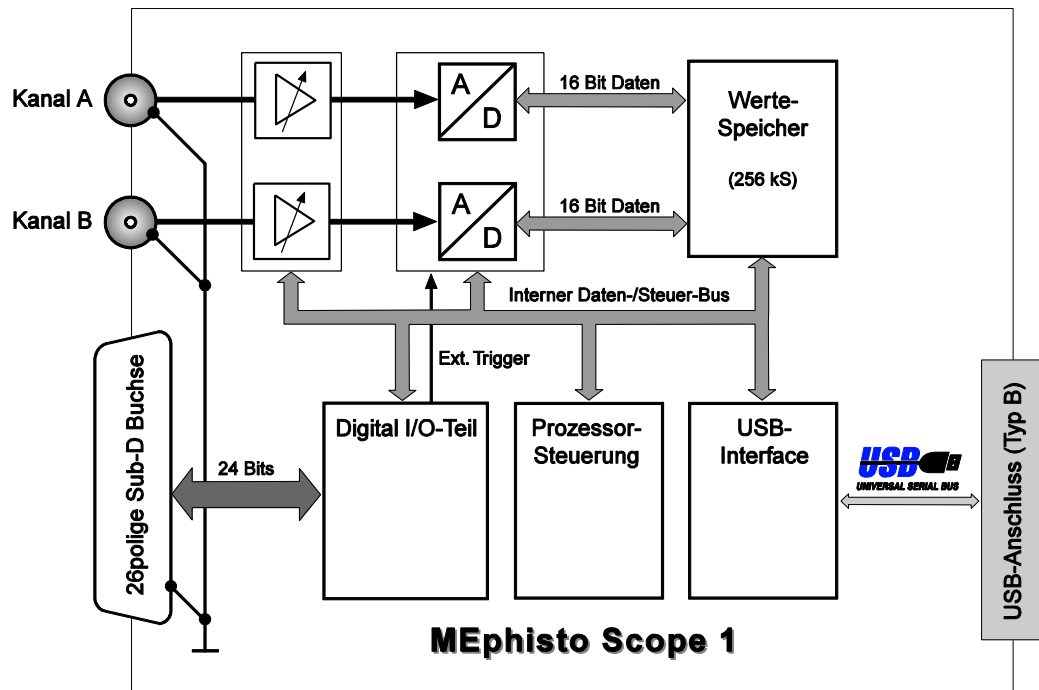 Kanal A
A
D
16 Bit Daten
Werte-
Speicher
(256 kS)
Kanal B
A
D
16 Bit Daten
Interner Daten-/Steuer-Bus
Ext. Trigger
26polige Sub-D Buchse
24 Bits
Digital I/O-Teil
Prozessor-
Steuerung
USB-
Interface
USB
UNIVERSAL SERIAL BUS
USB-Anschluss (Typ B)
MEphisto Scope 1